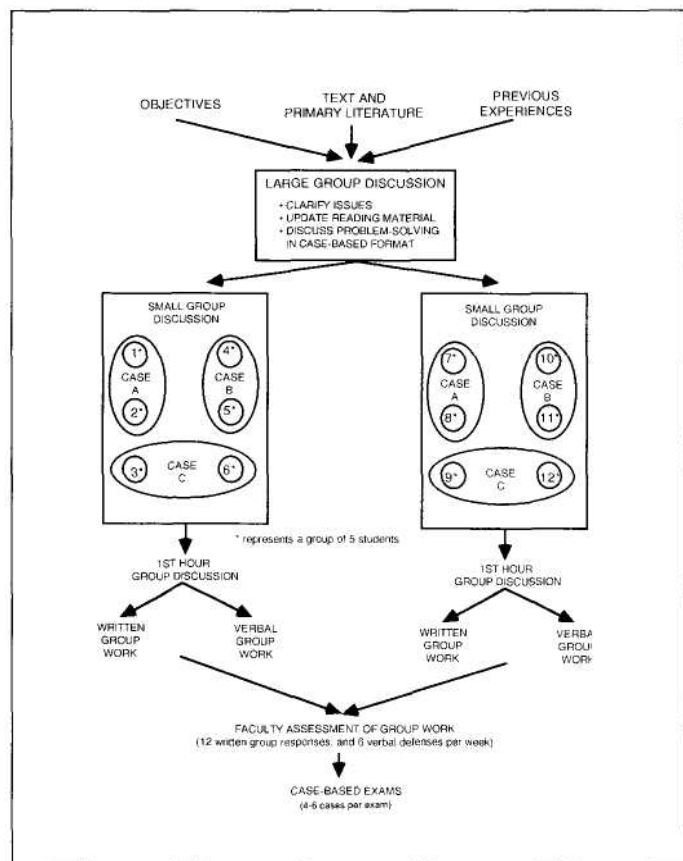 OBJECTIVES
TEXT AND
PRIMARY LITERATURE
PREVIOUS
EXPERIENCES
LARGE GROUP DISCUSSION
• CLARIFY ISSUES
• UPDATE READING MATERIAL
• DISCUSS PROBLEM-SOLVING
IN CASE-BASED FORMAT
SMALL GROUP
DISCUSSION
1*
4*
CASE
A
CASE
B
2*
5*
3*
CASE
C
6*
SMALL GROUP
DISCUSSION
7*
10*
CASE
A
CASE
B
8*
11*
9*
CASE
C
12*
* represents a group of 5 students
1ST HOUR
GROUP DISCUSSION
1ST HOUR
GROUP DISCUSSION
WRITTEN
GROUP
WORK
VERBAL
GROUP
WORK
WRITTEN
GROUP
WORK
VERBA
GROU
WORK
FACULTY ASSESSMENT OF GROUP WORK
(12 written group responses, and 6 verbal defenses per week)
CASE-BASED EXAMS
(4-6 cases per exam)